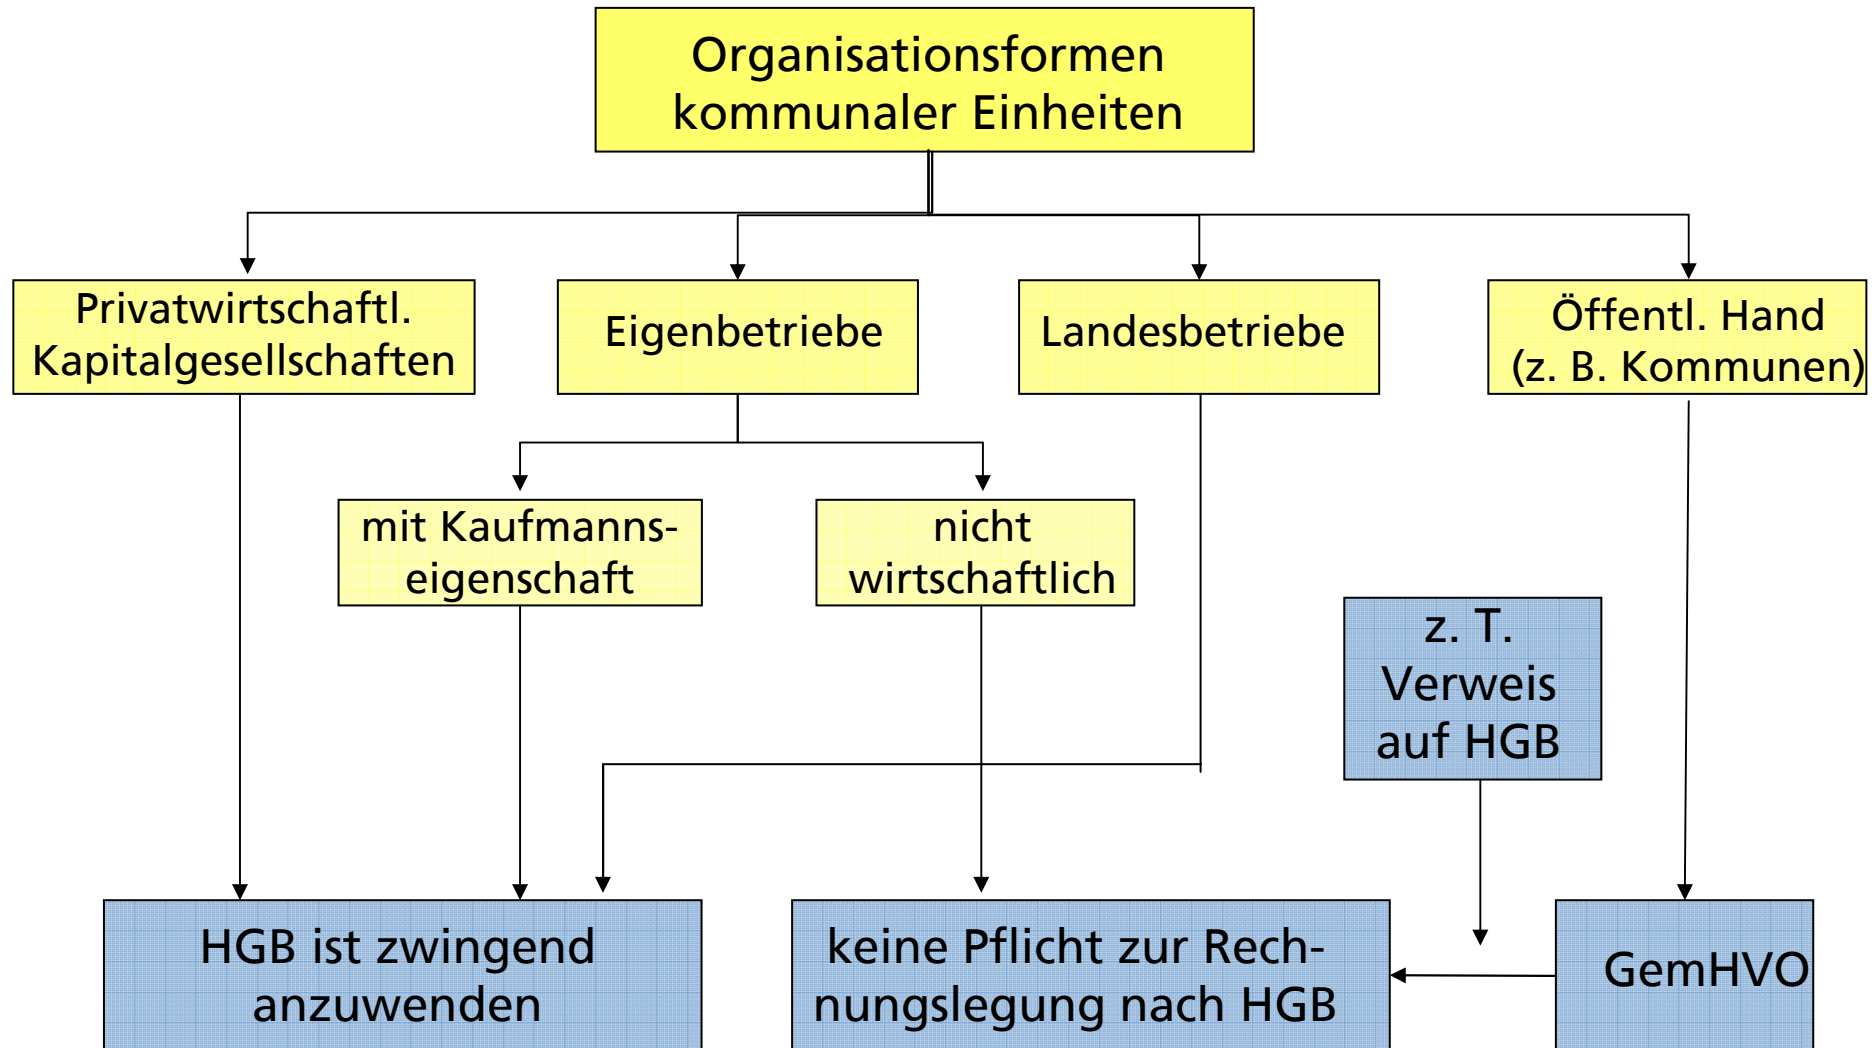 Organisationsformen
kommunaler Einheiten
Privatwirtschaftl.
Kapitalgesellschaften
Eigenbetriebe
Landesbetriebe
Öffentl. Hand
(z. B. Kommunen)
mit Kaufmanns-
eigenschaft
nicht
wirtschaftlich
z. T.
Verweis
auf HGB
HGB ist zwingend
anzuwenden
keine Pflicht zur Rech-
nungslegung nach HGB
GemHVO